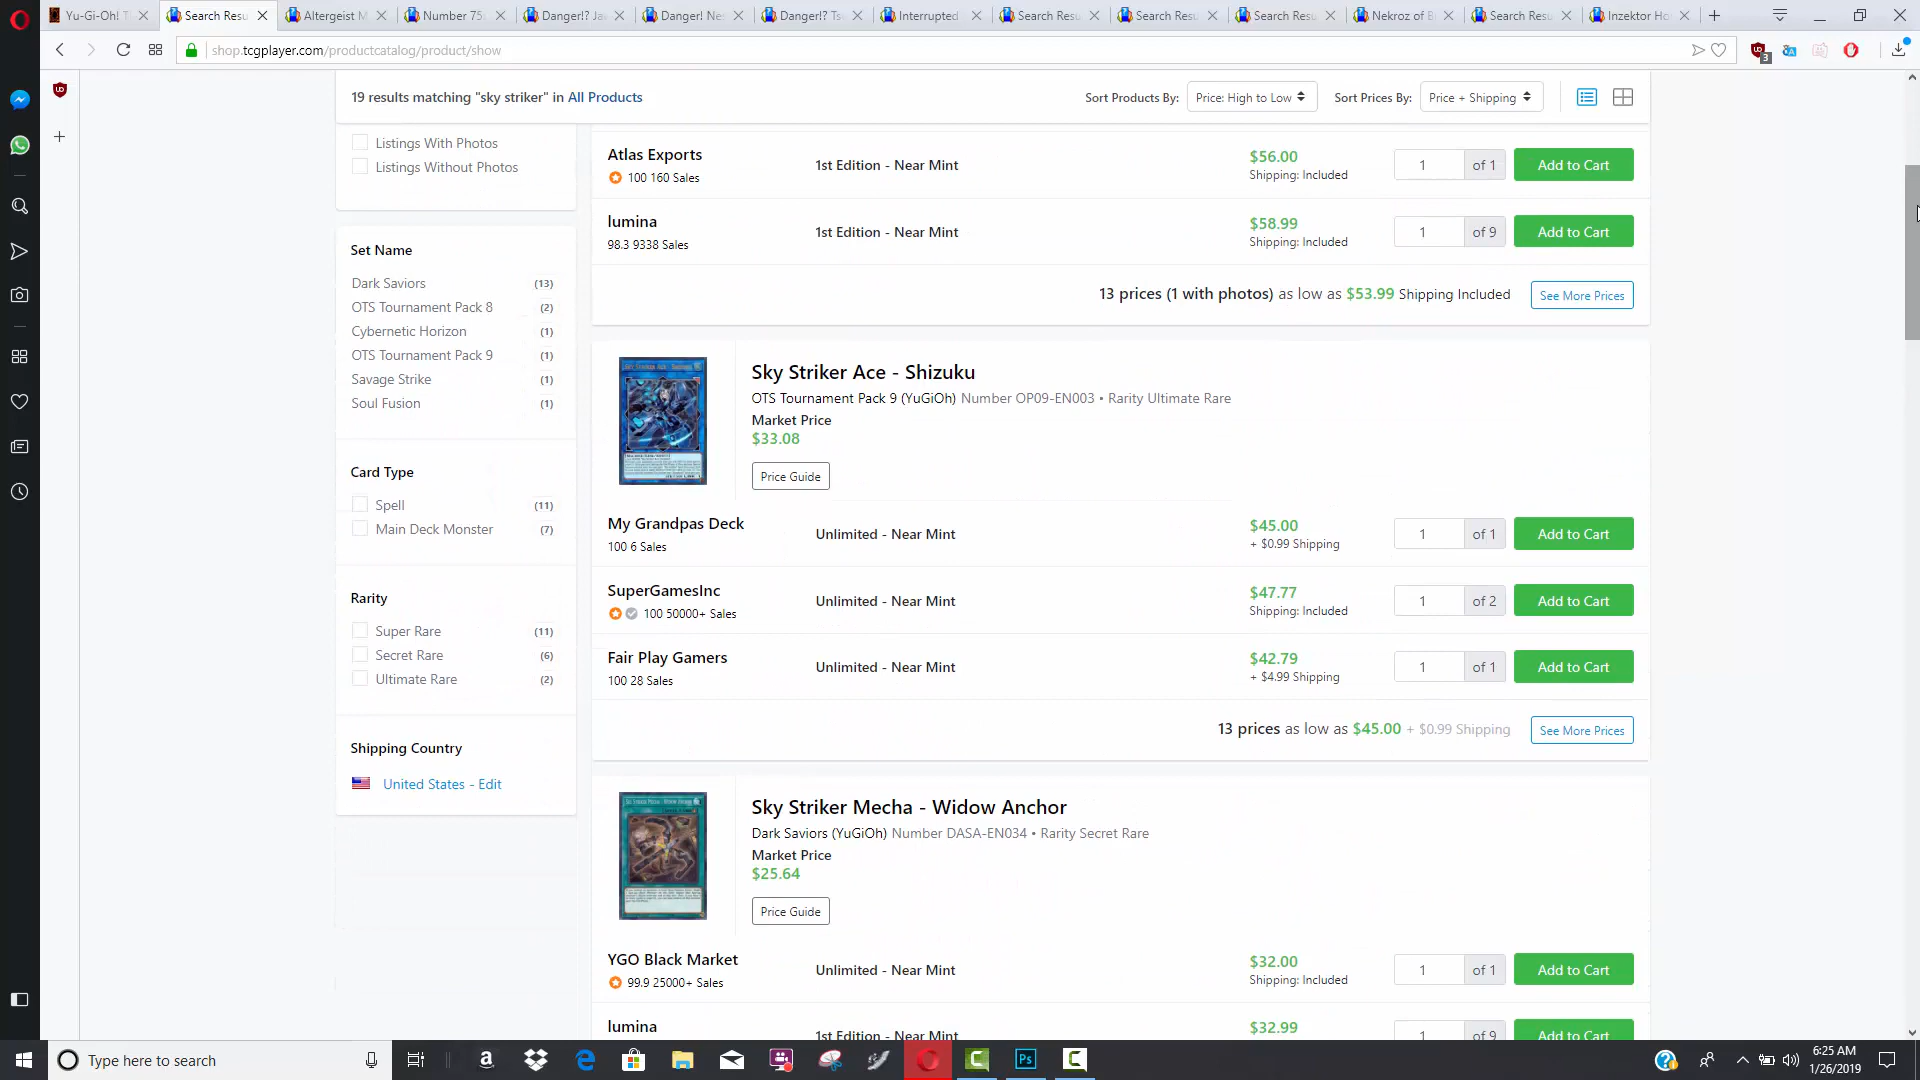 Yu-Gi-Oh! T
Search Resu
Altergeist M
Number 75:
Danger!? Ja
Danger! Nes
Danger!? Ts
Interrupted
Search Resu
Search Resu
Search Resu
Nekroz of B
Search Resu
Inzektor Ho
shop.tcgplayer.com/productcatalog/product/show
3
19 results matching "sky striker" in All Products
Sort Products By:
Price: High to Low
Sort Prices By:
Price + Shipping
Listings With Photos
Listings Without Photos
Set Name
Dark Saviors (13)
OTS Tournament Pack 8 (2)
Cybernetic Horizon (1)
OTS Tournament Pack 9 (1)
Savage Strike (1)
Soul Fusion (1)
Card Type
Spell (11)
Main Deck Monster (7)
Rarity
Super Rare (11)
Secret Rare (6)
Ultimate Rare (2)
Shipping Country
United States - Edit
Atlas Exports
100 160 Sales
1st Edition - Near Mint
$56.00
Shipping: Included
1 of 1
Add to Cart
lumina
98.3 9338 Sales
1st Edition - Near Mint
$58.99
Shipping: Included
1 of 9
Add to Cart
13 prices (1 with photos) as low as $53.99 Shipping Included
See More Prices
Sky Striker Ace - Shizuku
OTS Tournament Pack 9 (YuGiOh) Number OP09-EN003 • Rarity Ultimate Rare
Market Price
$33.08
Price Guide
My Grandpas Deck
100 6 Sales
Unlimited - Near Mint
$45.00
+ $0.99 Shipping
1 of 1
Add to Cart
SuperGamesInc
100 50000+ Sales
Unlimited - Near Mint
$47.77
Shipping: Included
1 of 2
Add to Cart
Fair Play Gamers
100 28 Sales
Unlimited - Near Mint
$42.79
+ $4.99 Shipping
1 of 1
Add to Cart
13 prices as low as $45.00 + $0.99 Shipping
See More Prices
Sky Striker Mecha - Widow Anchor
Dark Saviors (YuGiOh) Number DASA-EN034 • Rarity Secret Rare
Market Price
$25.64
Price Guide
YGO Black Market
99.9 25000+ Sales
Unlimited - Near Mint
$32.00
Shipping: Included
1 of 1
Add to Cart
lumina
1st Edition - Near Mint
$32.99
1 of 9
Add to Cart
Type here to search
Ps
6:25 AM
1/26/2019